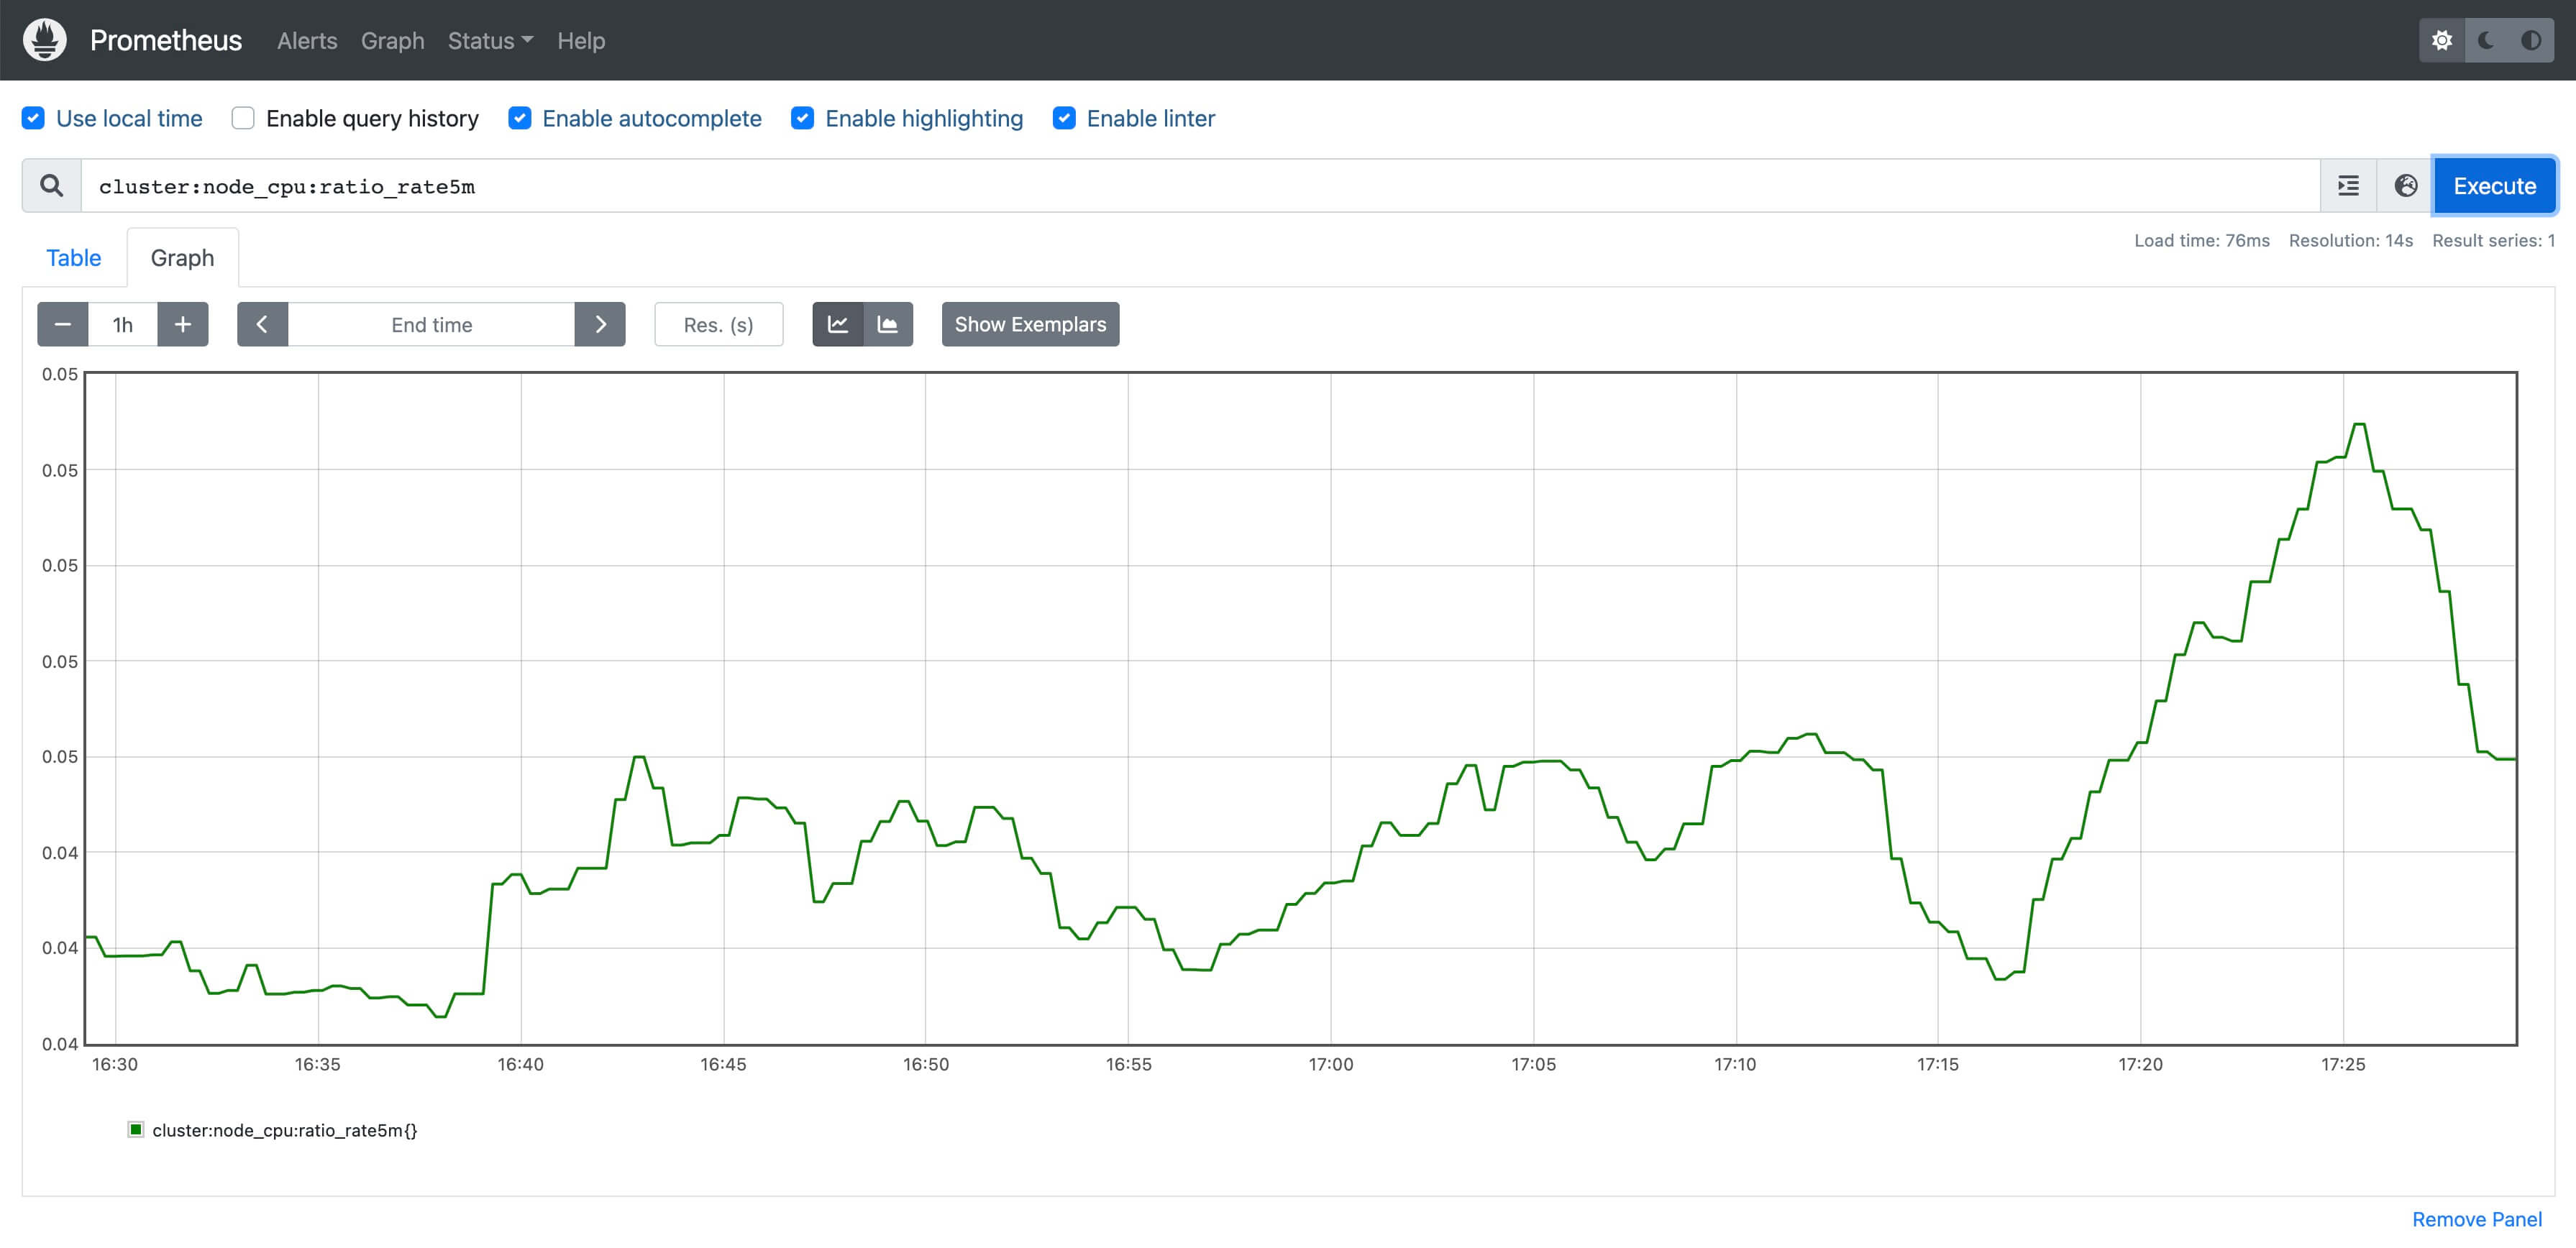 Prometheus Alerts Graph Status Help
Use local time Enable query history Enable autocomplete Enable highlighting Enable linter
cluster:node_cpu:ratio_rate5m Execute
Table Graph Load time: 76ms Resolution: 14s Result series: 1
1h End time Res. (s) Show Exemplars
0.05
0.05
0.05
0.05
0.05
0.04
0.04
0.04
16:30 16:35 16:40 16:45 16:50 16:55 17:00 17:05 17:10 17:15 17:20 17:25
cluster:node_cpu:ratio_rate5m{}
Remove Panel